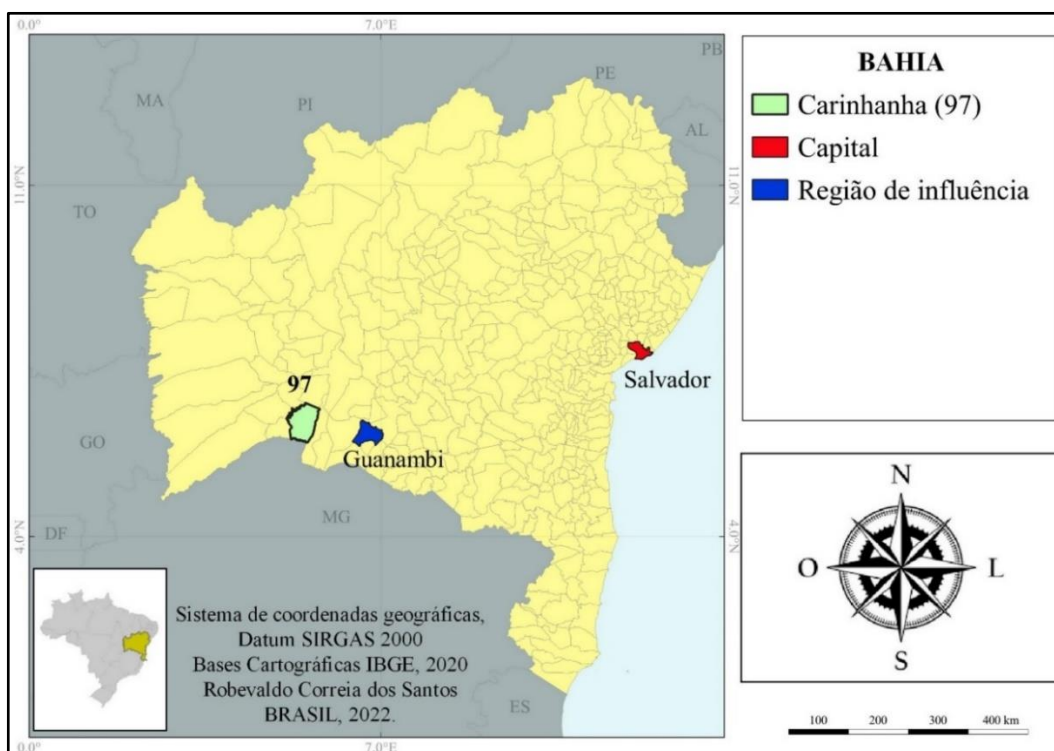 0.0°
7.0°
PB
MA
PI
PE
AL
11.0°N
11.0°N
TO
Salvador
97
GO
Guanambi
MG
DF
4.0°N
4.0°N
Sistema de coordenadas geográficas,
Datum SIRGAS 2000
Bases Cartográficas IBGE, 2020
Robevaldo Correia dos Santos
BRASIL, 2022.
ES
0.0°
7.0°
BAHIA
Carinhanha (97)
Capital
Região de influência
N
O
L
S
100 200 300 400 km